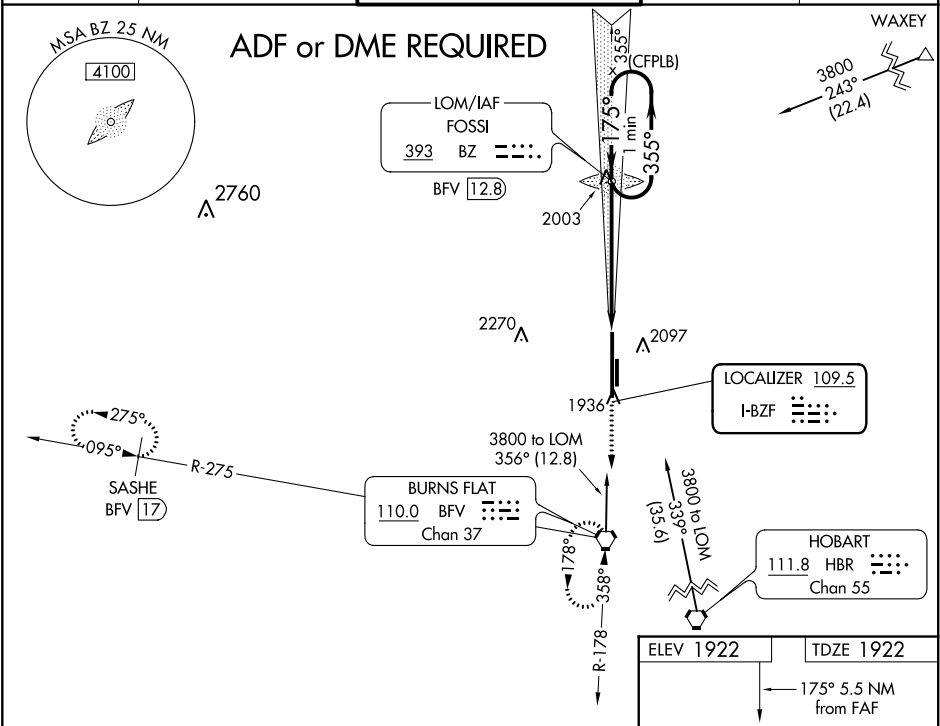 MSA BZ 25 NM
4100
ADF or DME REQUIRED
WAXEY
3800
243°
(22.4)
355°
(CFPLB)
175°
1 min
355°
LOM/IAF
FOSSI
393 BZ
BFV 12.8
2003
2760
2270
2097
1936
LOCALIZER 109.5
I-BZF
275°
095°
SASHE
BFV 17
R-275
3800 to LOM
356° (12.8)
BURNS FLAT
110.0 BFV
Chan 37
178°
358°
R-178
3800 to LOM
339°
(35.6)
HOBART
111.8 HBR
Chan 55
ELEV 1922
TDZE 1922
175° 5.5 NM
from FAF